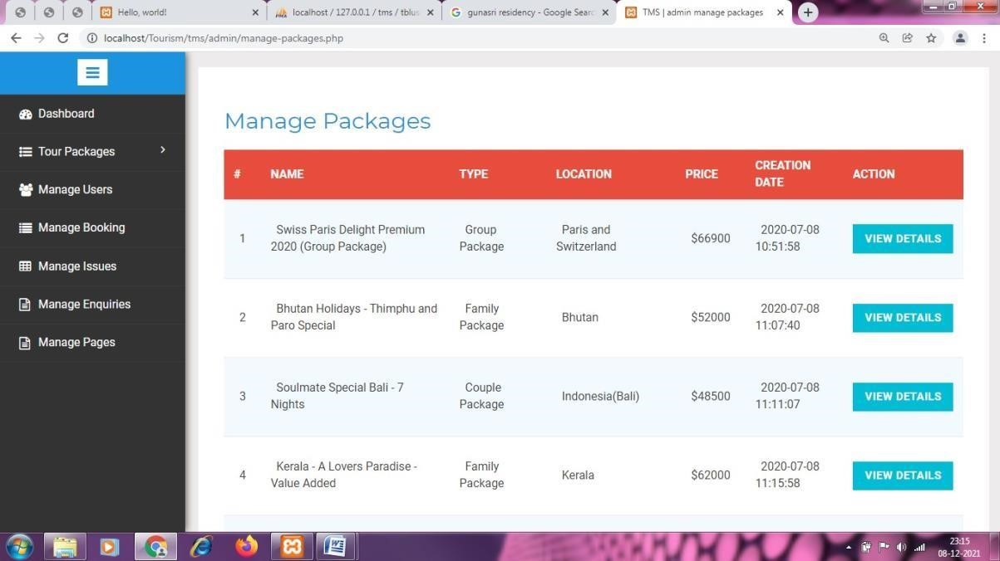 Hello, world!
localhost / 127.0.0.1 / tms / tblus
gunasri residency - Google Searc
TMS | admin manage packages
localhost/Tourism/tms/admin/manage-packages.php
Dashboard
Tour Packages
Manage Users
Manage Booking
Manage Issues
Manage Enquiries
Manage Pages
Manage Packages
# NAME TYPE LOCATION PRICE CREATION DATE ACTION
1 Swiss Paris Delight Premium 2020 (Group Package) Group Package Paris and Switzerland $66900 2020-07-08 10:51:58 VIEW DETAILS
2 Bhutan Holidays - Thimphu and Paro Special Family Package Bhutan $52000 2020-07-08 11:07:40 VIEW DETAILS
3 Soulmate Special Bali - 7 Nights Couple Package Indonesia(Bali) $48500 2020-07-08 11:11:07 VIEW DETAILS
4 Kerala - A Lovers Paradise - Value Added Family Package Kerala $62000 2020-07-08 11:15:58 VIEW DETAILS
23:15
08-12-2021